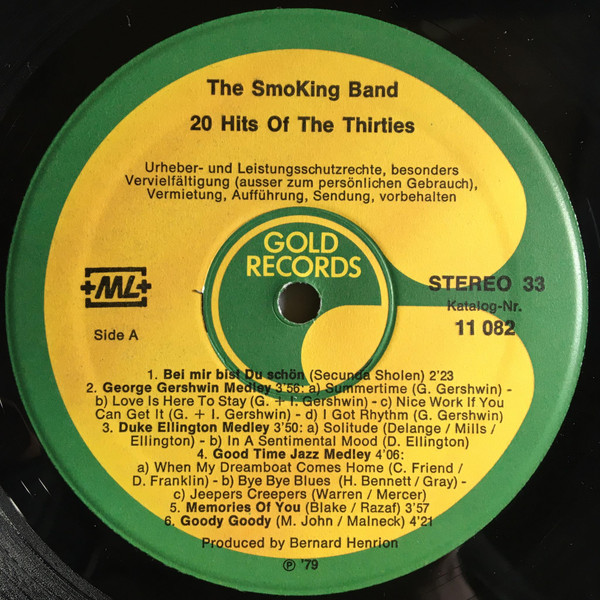 The SmoKing Band
20 Hits Of The Thirties
Urheber- und Leistungsschutzrechte, besonders
Vervielfältigung (ausser zum persönlichen Gebrauch),
Vermietung, Aufführung, Sendung, vorbehalten
GOLD
RECORDS
ML
Side A
STEREO 33
Katalog-Nr.
11 082
1. Bei mir bist Du schön (Secunda Sholen) 2'23
2. George Gershwin Medley 3'56: a) Summertime (G. Gershwin) -
b) Love Is Here To Stay (G. + I. Gershwin) - c) Nice Work If You
Can Get It (G. + I. Gershwin) - d) I Got Rhythm (G. Gershwin)
3. Duke Ellington Medley 3'50: a) Solitude (Delange / Mills /
Ellington) - b) In A Sentimental Mood (D. Ellington)
4. Good Time Jazz Medley 4'06:
a) When My Dreamboat Comes Home (C. Friend /
D. Franklin) - b) Bye Bye Blues (H. Bennett / Gray) -
c) Jeepers Creepers (Warren / Mercer)
5. Memories Of You (Blake / Razaf) 3'57
6. Goody Goody (M. John / Malneck) 4'21
Produced by Bernard Henrion
℗ '79